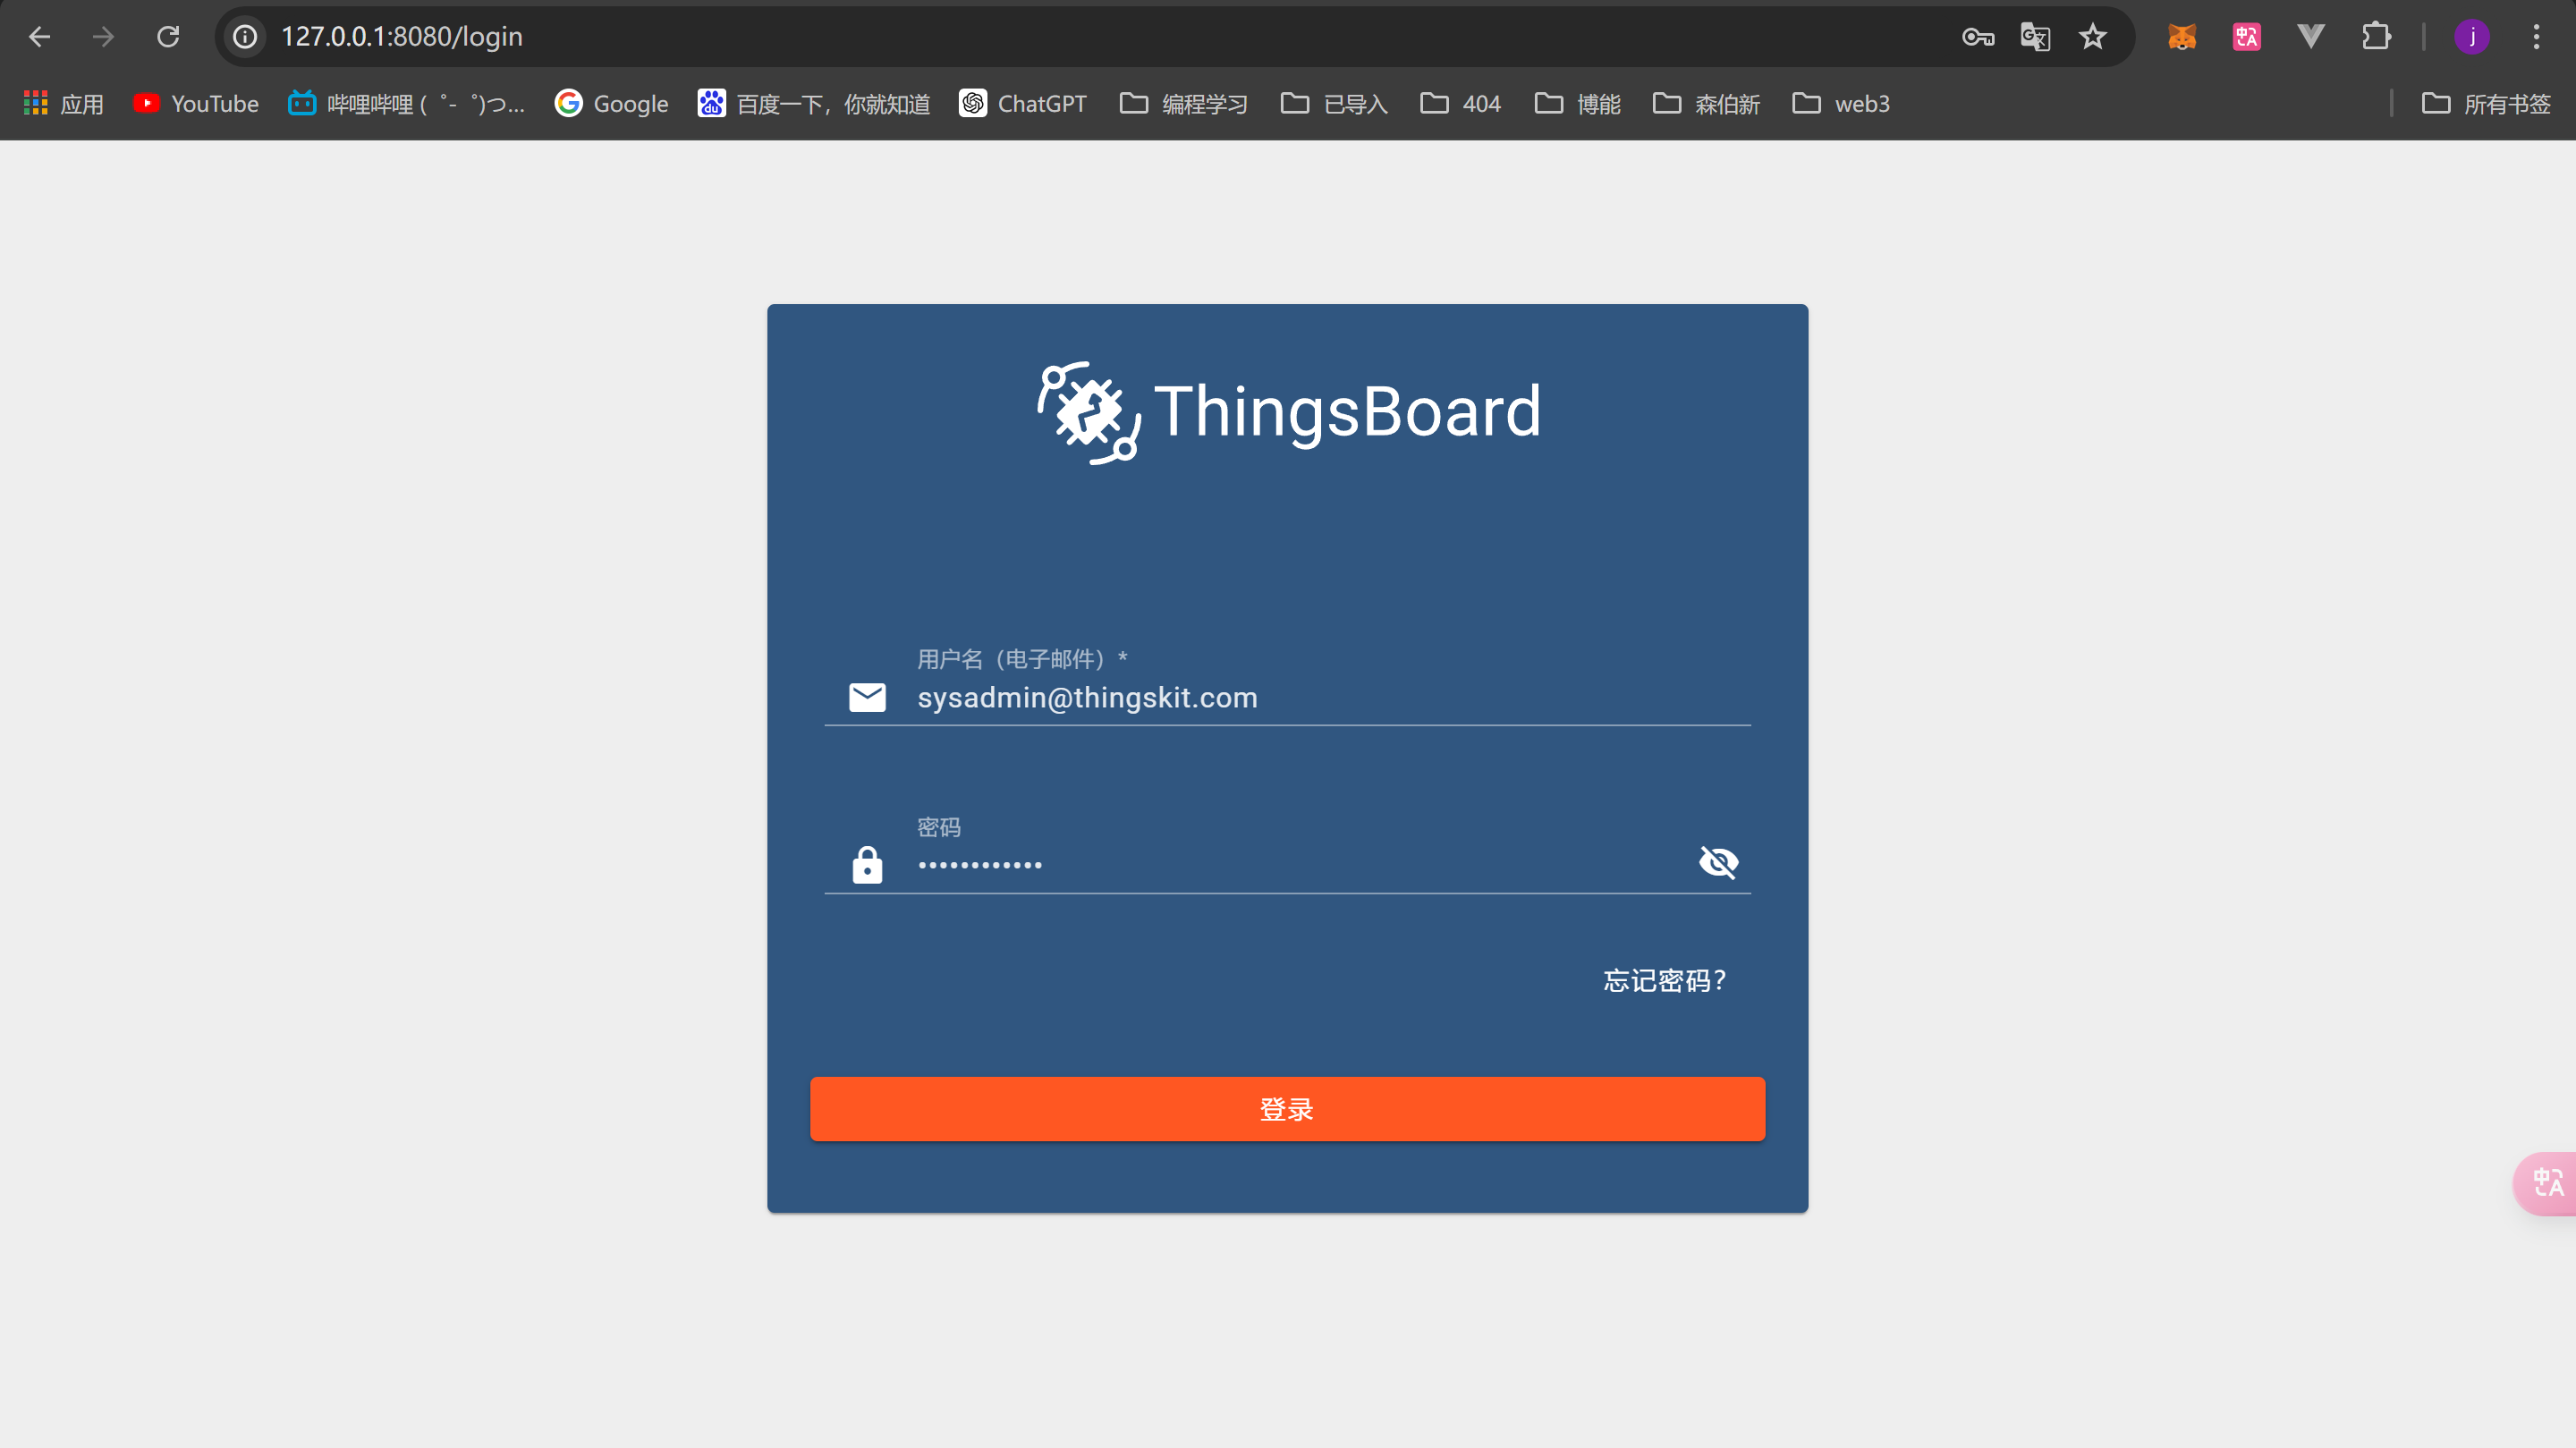 127.0.0.1:8080/login
j
应用
YouTube
哔哩哔哩 ( ゜- ゜)つ...
Google
百度一下，你就知道
ChatGPT
编程学习
已导入
404
博能
森伯新
web3
所有书签
ThingsBoard
用户名（电子邮件）*
sysadmin@thingskit.com
密码
••••••••••••
忘记密码？
登录